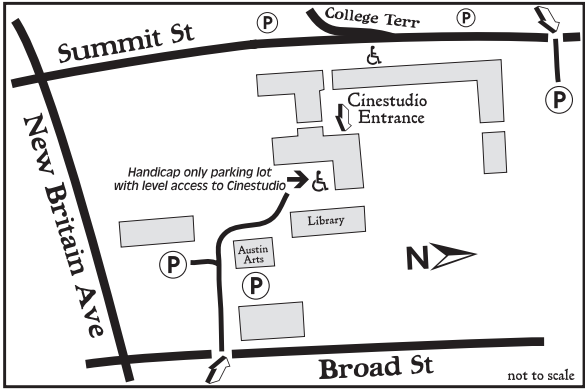 College Terr
P
P
Summit St
P
Cinestudio
Entrance
New Britain Ave
Handicap only parking lot
with level access to Cinestudio
Library
Austin
Arts
P
P
N
Broad St
not to scale